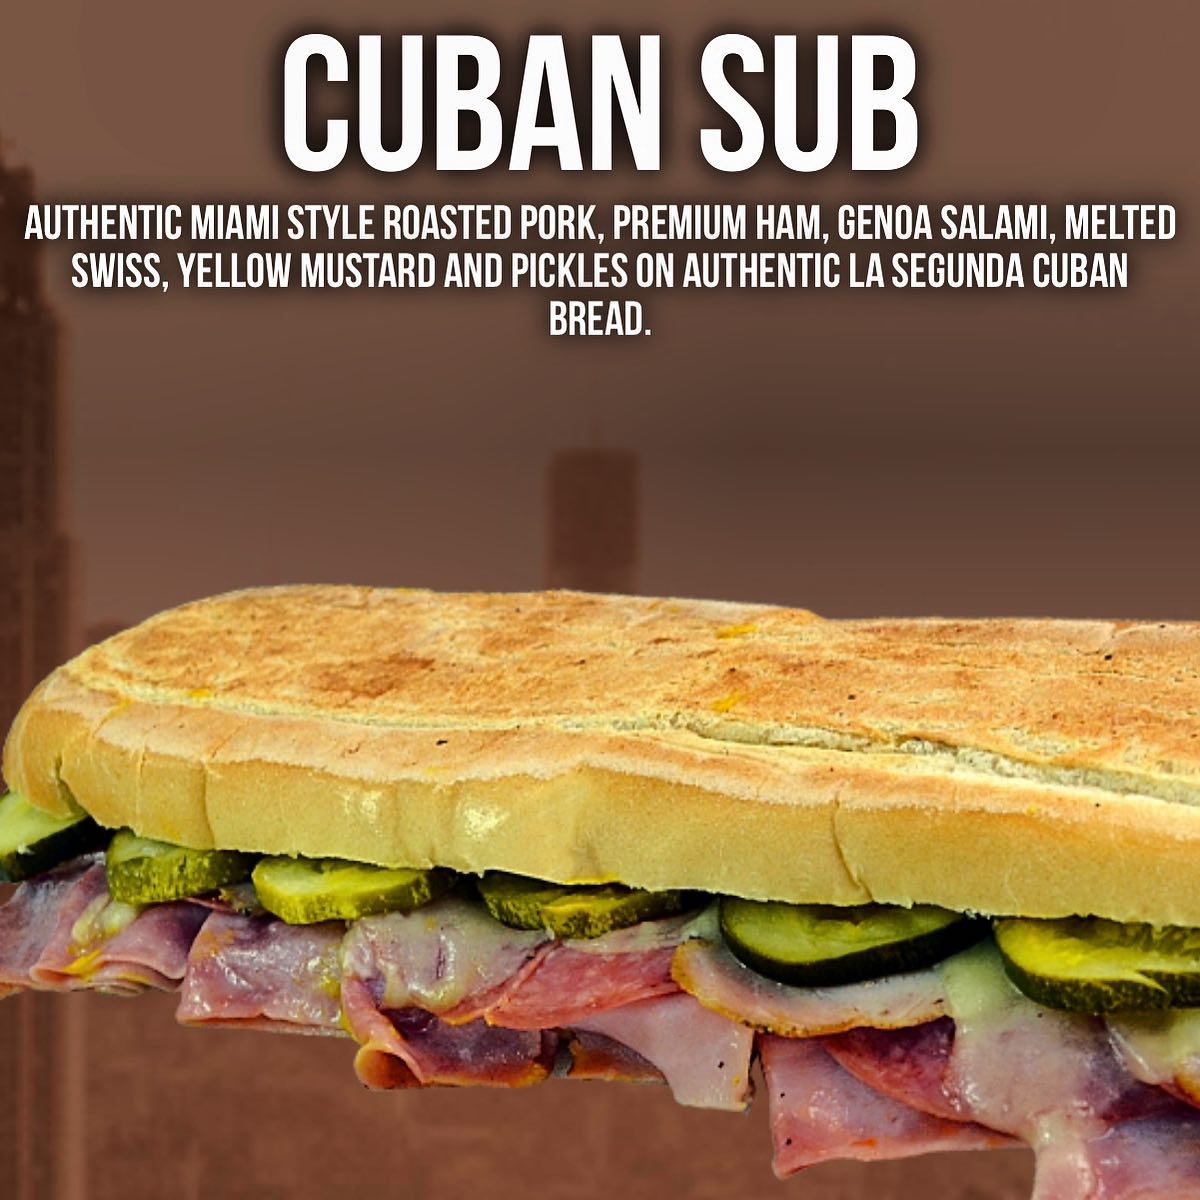 CUBAN SUB
AUTHENTIC MIAMI STYLE ROASTED PORK, PREMIUM HAM, GENOA SALAMI, MELTED
SWISS, YELLOW MUSTARD AND PICKLES ON AUTHENTIC LA SEGUNDA CUBAN
BREAD.